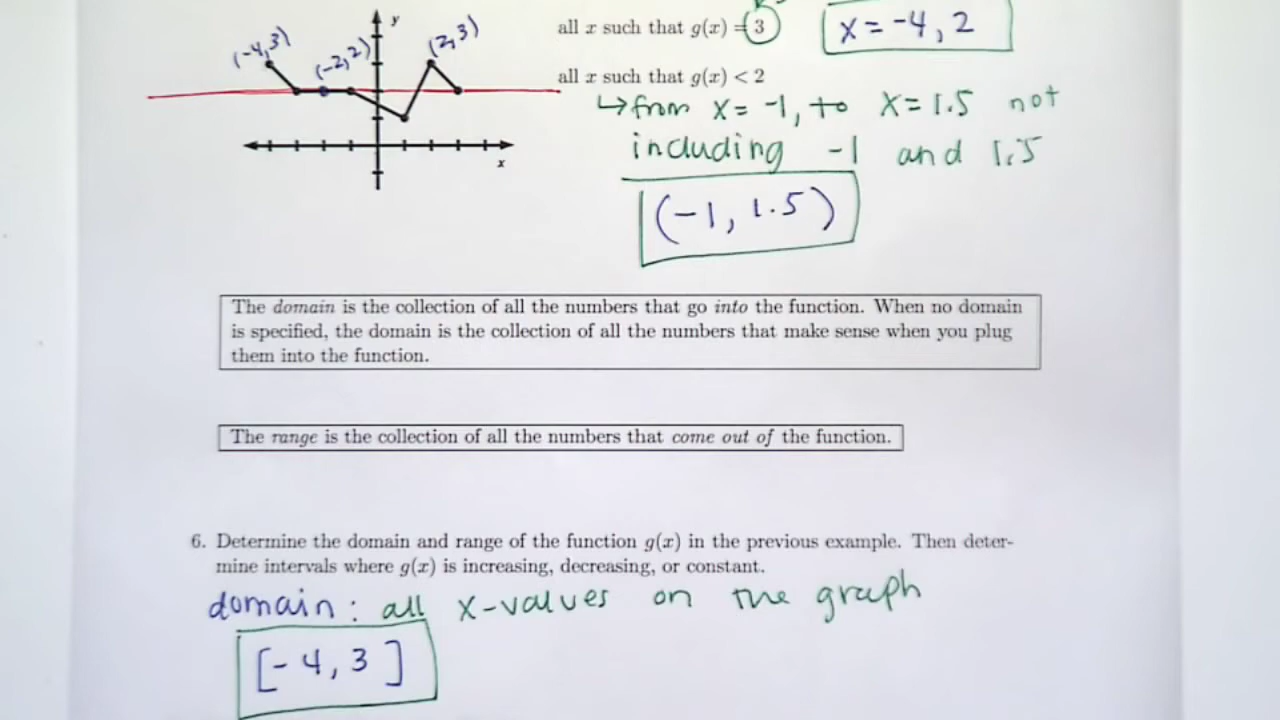 y
(-4,3)
(-2,2)
(2,3)
x
all x such that g(x) = 3
x = -4, 2
all x such that g(x) < 2
↳from x = -1, to x = 1.5 not
including -1 and 1.5
(-1, 1.5)
The domain is the collection of all the numbers that go into the function. When no domain
is specified, the domain is the collection of all the numbers that make sense when you plug
them into the function.
The range is the collection of all the numbers that come out of the function.
6. Determine the domain and range of the function g(x) in the previous example. Then deter-
mine intervals where g(x) is increasing, decreasing, or constant.
domain: all x-values on the graph
[-4, 3]